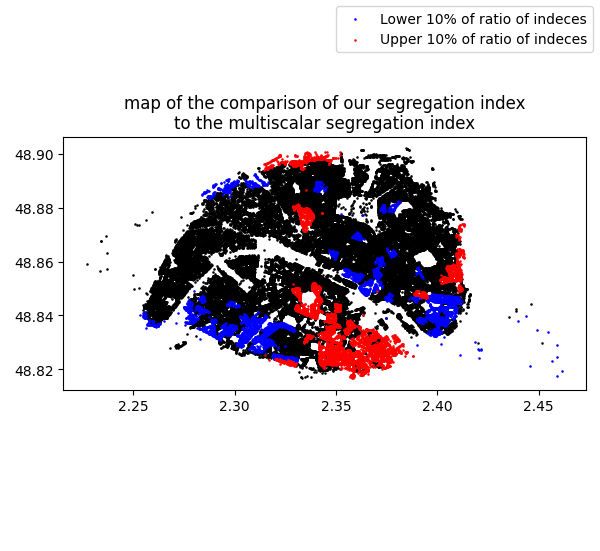 Lower 10% of ratio of indeces
Upper 10% of ratio of indeces
map of the comparison of our segregation index
to the multiscalar segregation index
48.90
48.88
48.86
48.84
48.82
2.25 2.30 2.35 2.40 2.45